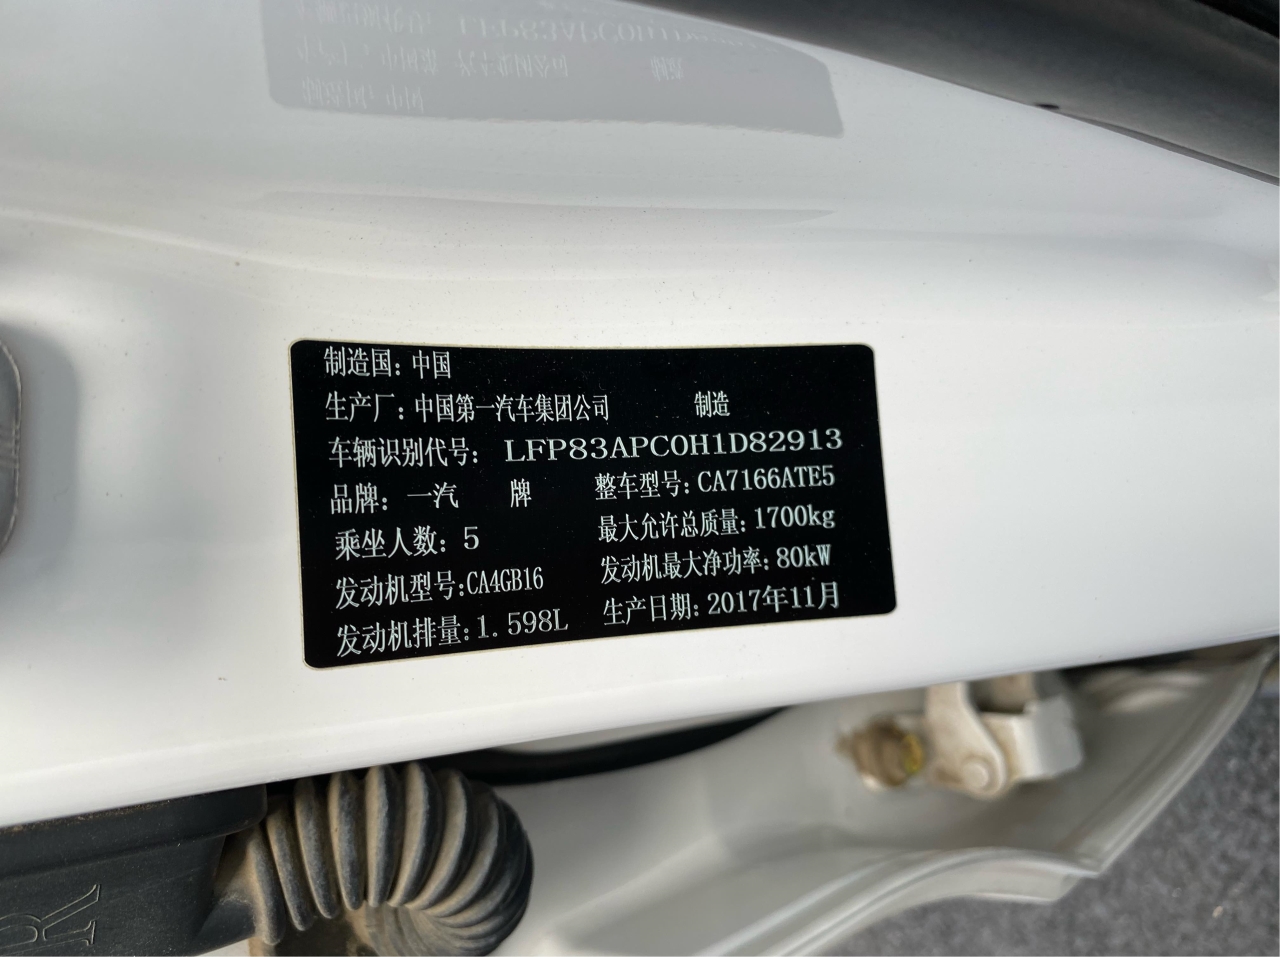 制造国：中国
生产厂：中国第一汽车集团公司 制造
车辆识别代号： LFP83APC0H1D82913
品牌：一汽 牌 整车型号：CA7166ATE5
乘坐人数：5 最大允许总质量：1700kg
发动机型号：CA4GB16 发动机最大净功率：80kW
发动机排量：1.598L 生产日期：2017年11月